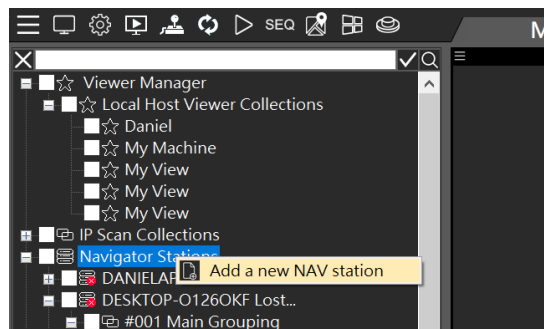 SEQ
M
Viewer Manager
Local Host Viewer Collections
Daniel
My Machine
My View
My View
My View
IP Scan Collections
Navigator Stations
Add a new NAV station
DESKTOP-O126OKF Lost...
#001 Main Grouping